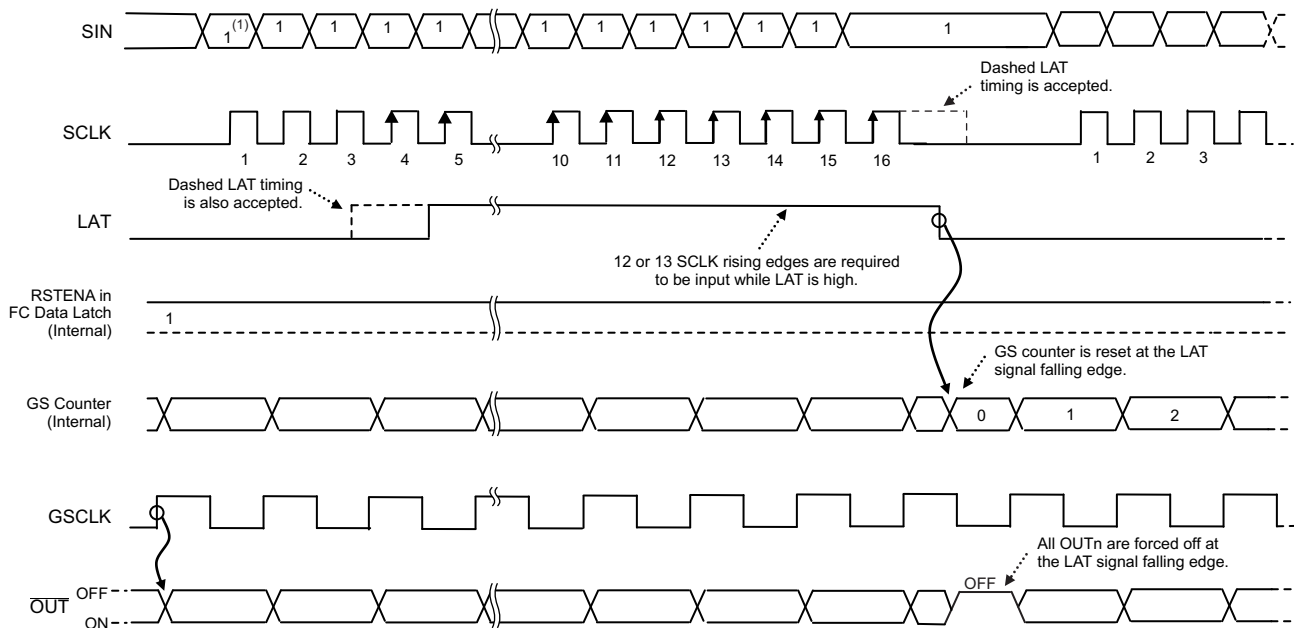 SIN
1(1) 1 1 1 1 1 1 1 1 1 1 1
Dashed LAT
timing is accepted.
SCLK
1 2 3 4 5 10 11 12 13 14 15 16 1 2 3
Dashed LAT timing
is also accepted.
LAT
12 or 13 SCLK rising edges are required
to be input while LAT is high.
RSTENA in
FC Data Latch
(Internal)
1
GS counter is reset at the LAT
signal falling edge.
GS Counter
(Internal)
0 1 2
GSCLK
All OUTn are forced off at
the LAT signal falling edge.
OUT
OFF
ON
OFF